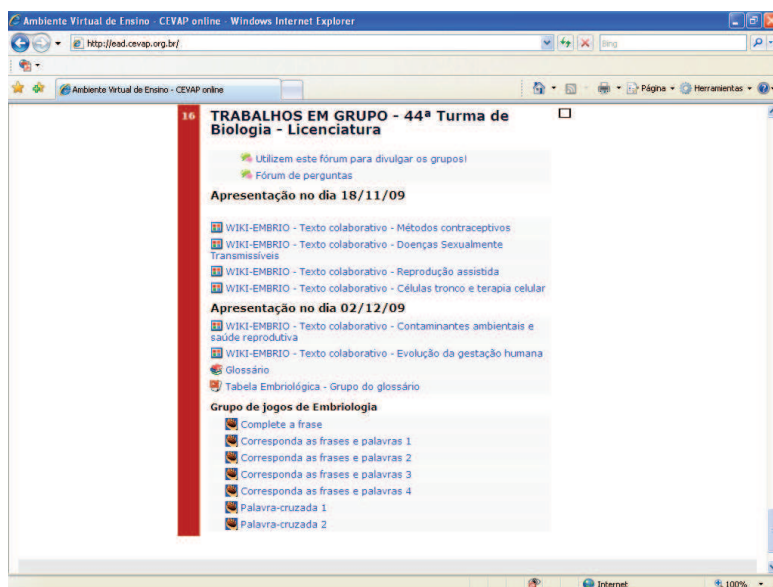 Ambiente Virtual de Ensino - CEVAP online - Windows Internet Explorer
http://ead.cevap.org.br/
Bing
Ambiente Virtual de Ensino - CEVAP online
Página
Herramientas
16
TRABALHOS EM GRUPO - 44ª Turma de
Biologia - Licenciatura
Utilizem este fórum para divulgar os grupos!
Fórum de perguntas
Apresentação no dia 18/11/09
WIKI-EMBRIO - Texto colaborativo - Métodos contraceptivos
WIKI-EMBRIO - Texto colaborativo - Doenças Sexualmente
Transmissíveis
WIKI-EMBRIO - Texto colaborativo - Reprodução assistida
WIKI-EMBRIO - Texto colaborativo - Células tronco e terapia celular
Apresentação no dia 02/12/09
WIKI-EMBRIO - Texto colaborativo - Contaminantes ambientais e
saúde reprodutiva
WIKI-EMBRIO - Texto colaborativo - Evolução da gestação humana
Glossário
Tabela Embriológica - Grupo do glossário
Grupo de jogos de Embriologia
Complete a frase
Corresponda as frases e palavras 1
Corresponda as frases e palavras 2
Corresponda as frases e palavras 3
Corresponda as frases e palavras 4
Palavra-cruzada 1
Palavra-cruzada 2
Internet
100%